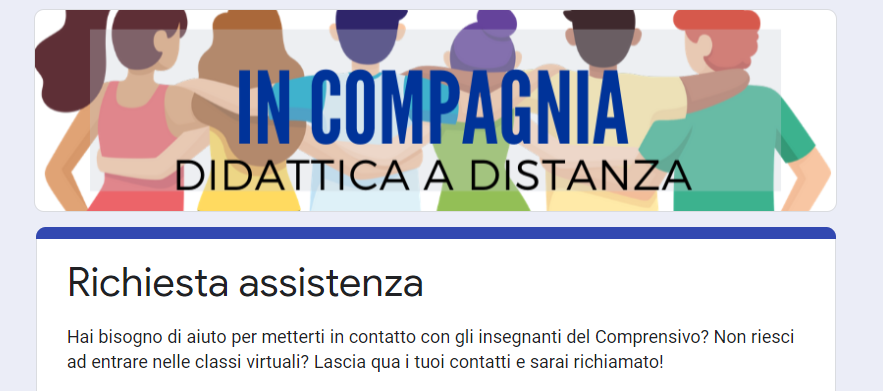 IN COMPAGNIA
DIDATTICA A DISTANZA
Richiesta assistenza
Hai bisogno di aiuto per metterti in contatto con gli insegnanti del Comprensivo? Non riesci
ad entrare nelle classi virtuali? Lascia qua i tuoi contatti e sarai richiamato!